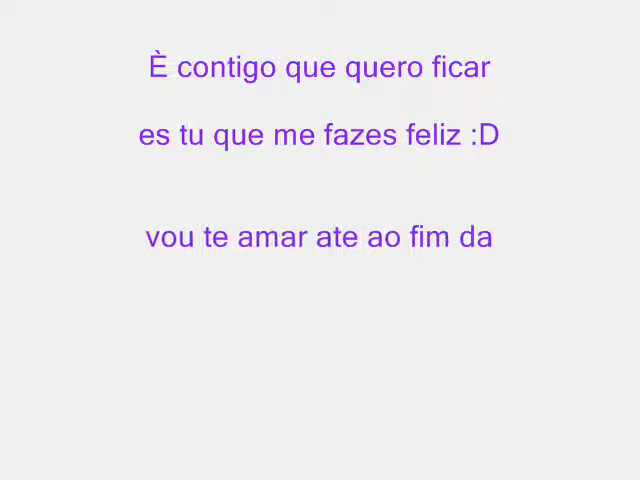 È contigo que quero ficar
es tu que me fazes feliz :D
vou te amar ate ao fim da